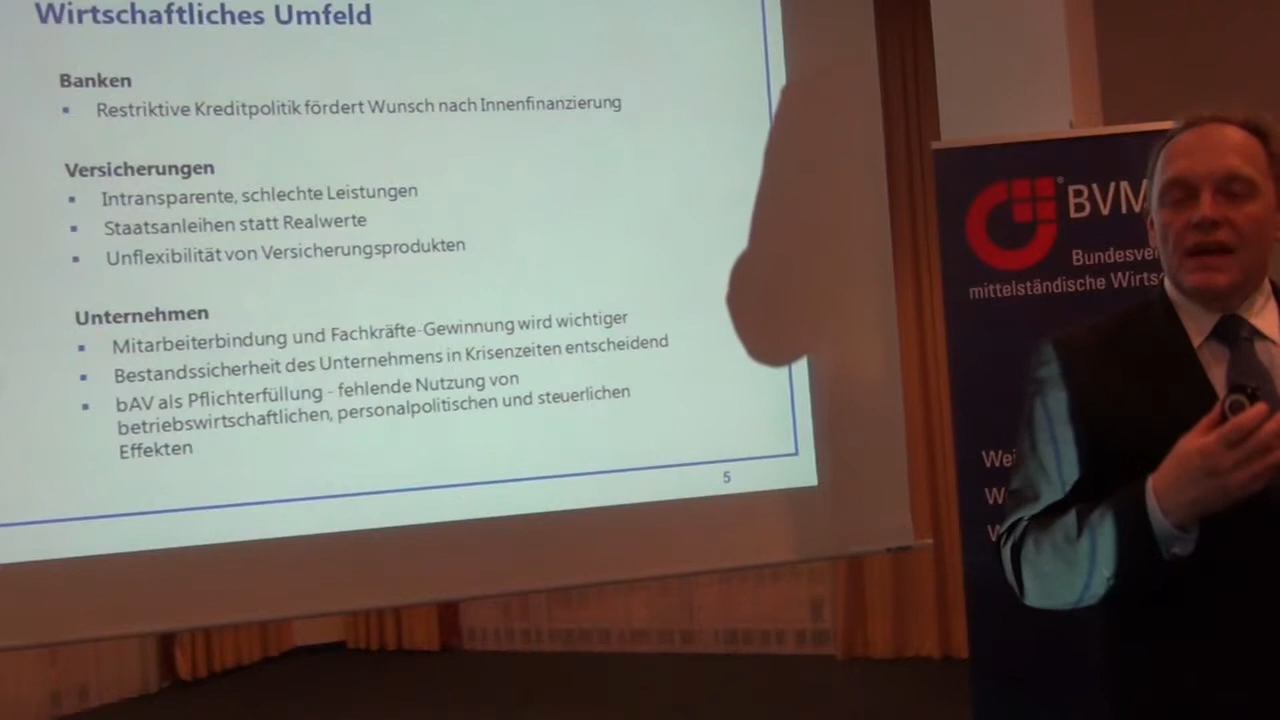 Wirtschaftliches Umfeld
Banken
▪ Restriktive Kreditpolitik fördert Wunsch nach Innenfinanzierung
Versicherungen
▪ Intransparente, schlechte Leistungen
▪ Staatsanleihen statt Realwerte
▪ Unflexibilität von Versicherungsprodukten
Unternehmen
▪ Mitarbeiterbindung und Fachkräfte-Gewinnung wird wichtiger
▪ Bestandssicherheit des Unternehmens in Krisenzeiten entscheidend
▪ bAV als Pflichterfüllung - fehlende Nutzung von
betriebswirtschaftlichen, personalpolitischen und steuerlichen
Effekten
5
BVM
Bundesver
mittelständische Wirts
Wei
W
W